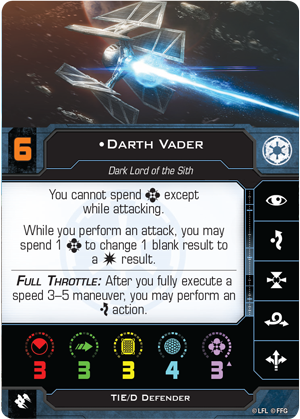 6
•Darth Vader
Dark Lord of the Sith
You cannot spend except
while attacking.
While you perform an attack, you may
spend 1 to change 1 blank result to
a result.
Full Throttle: After you fully execute a
speed 3–5 maneuver, you may perform an
action.
3 3 3 4 3
TIE/D Defender
©LFL ©FFG